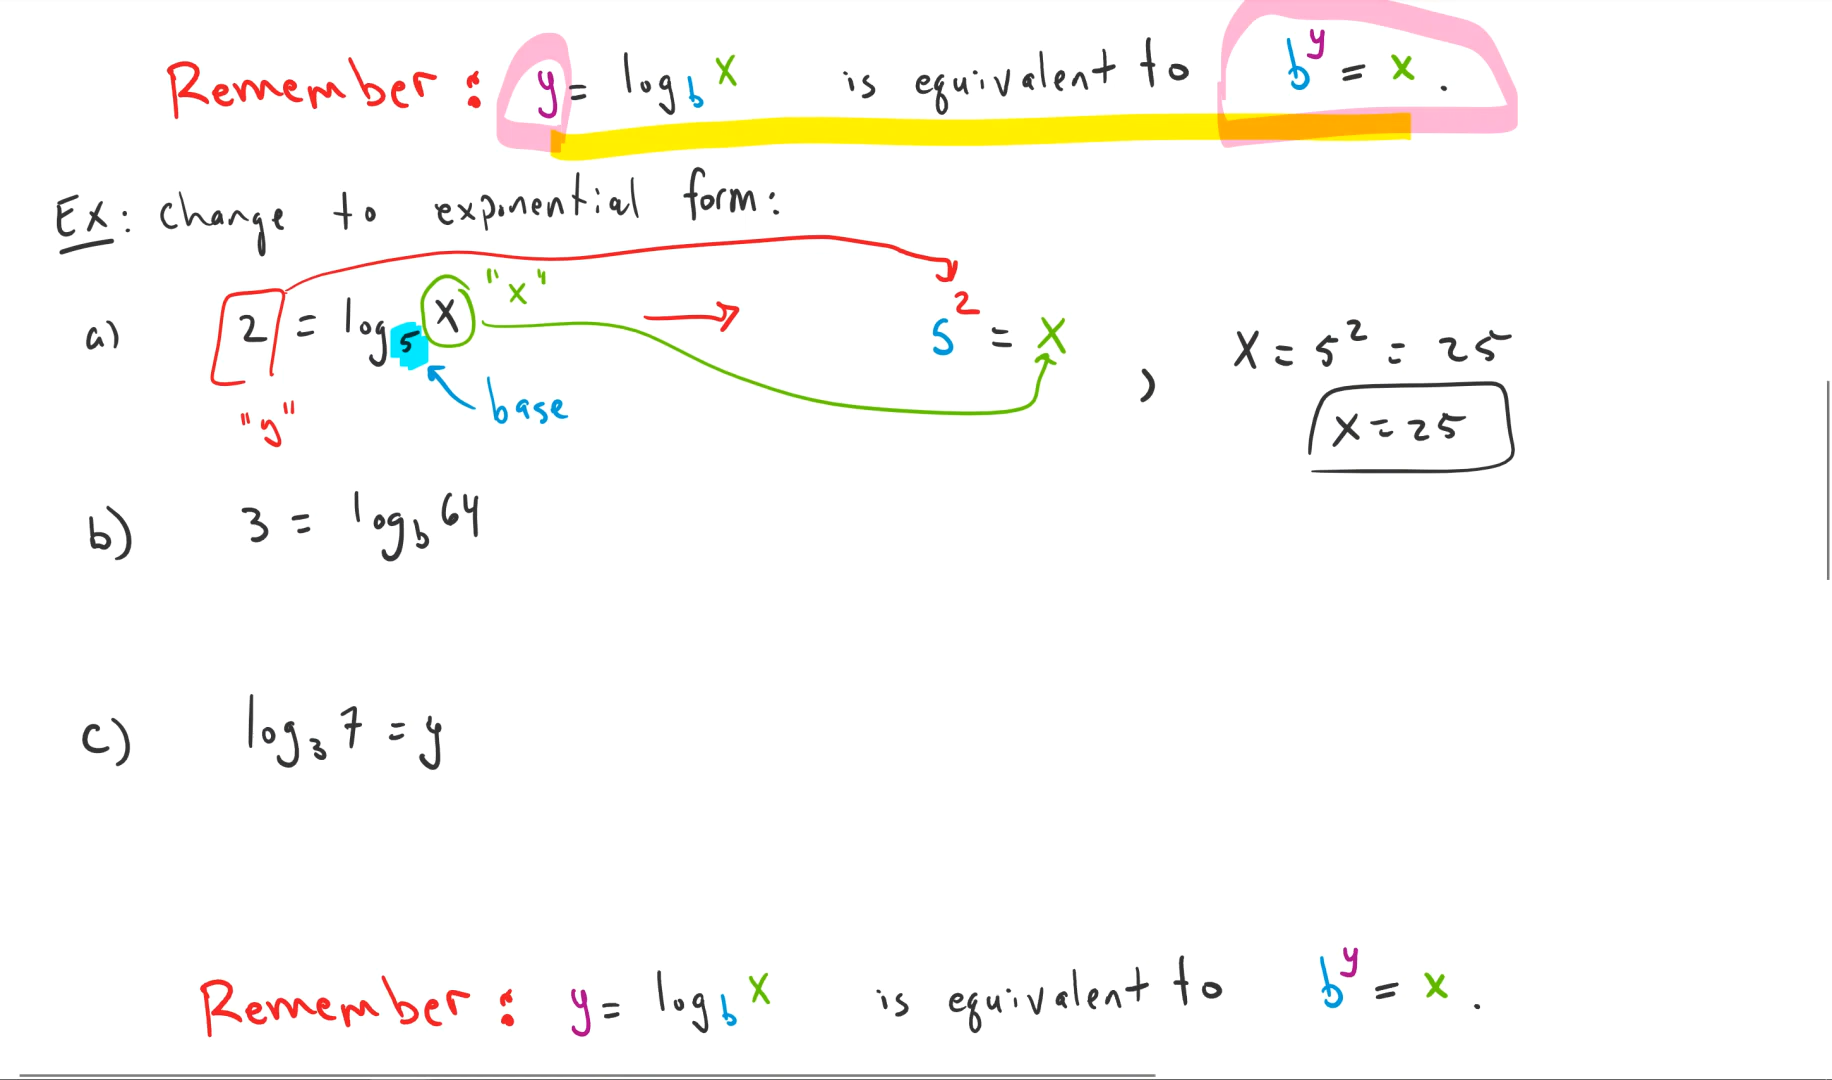 Remember: y = log_b x is equivalent to b^y = x.
Ex: Change to exponential form:
a) 2 = log_5 x "x" → 5^2 = x , x = 5^2 = 25
"y" base x = 25
b) 3 = log_b 64
c) log_3 7 = y
Remember: y = log_b x is equivalent to b^y = x.